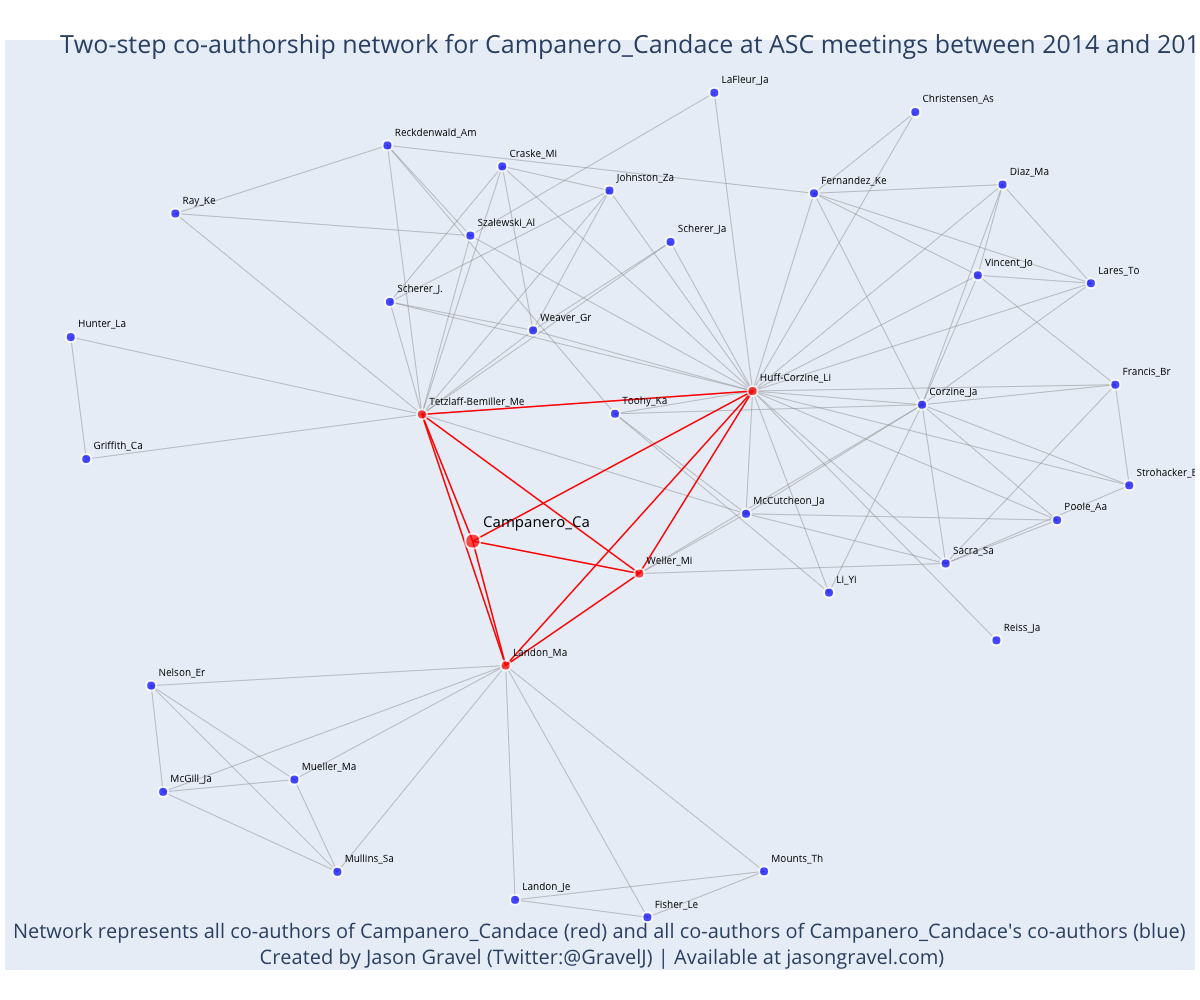 Two-step co-authorship network for Campanero_Candace at ASC meetings between 2014 and 201
LaFleur_Ja
Christensen_As
Reckdenwald_Am
Craske_Mi
Johnston_Za
Diaz_Ma
Fernandez_Ke
Ray_Ke
Szalewski_Al
Scherer_Ja
Vincent_Jo
Lares_To
Scherer_J.
Weaver_Gr
Hunter_La
Francis_Br
Huff-Corzine_Li
Corzine_Ja
Tetzlaff-Bemiller_Me
Toohy_Ka
Griffith_Ca
Strohacker_E
McCutcheon_Ja
Poole_Aa
Campanero_Ca
Sacra_Sa
Weller_Mi
Li_Yi
Reiss_Ja
Landon_Ma
Nelson_Er
Mueller_Ma
McGill_Ja
Mullins_Sa
Mounts_Th
Landon_Je
Fisher_Le
Network represents all co-authors of Campanero_Candace (red) and all co-authors of Campanero_Candace's co-authors (blue)
Created by Jason Gravel (Twitter:@GravelJ) | Available at jasongravel.com)